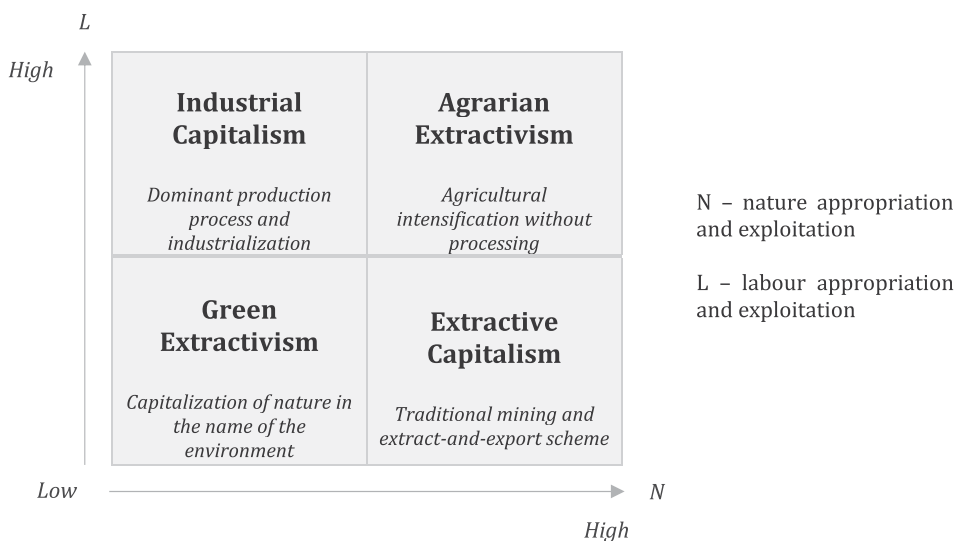 L
High
Industrial
Capitalism
Dominant production
process and
industrialization
Agrarian
Extractivism
Agricultural
intensification without
processing
Green
Extractivism
Capitalization of nature in
the name of the
environment
Extractive
Capitalism
Traditional mining and
extract-and-export scheme
Low
N
High
N – nature appropriation
and exploitation
L – labour appropriation
and exploitation